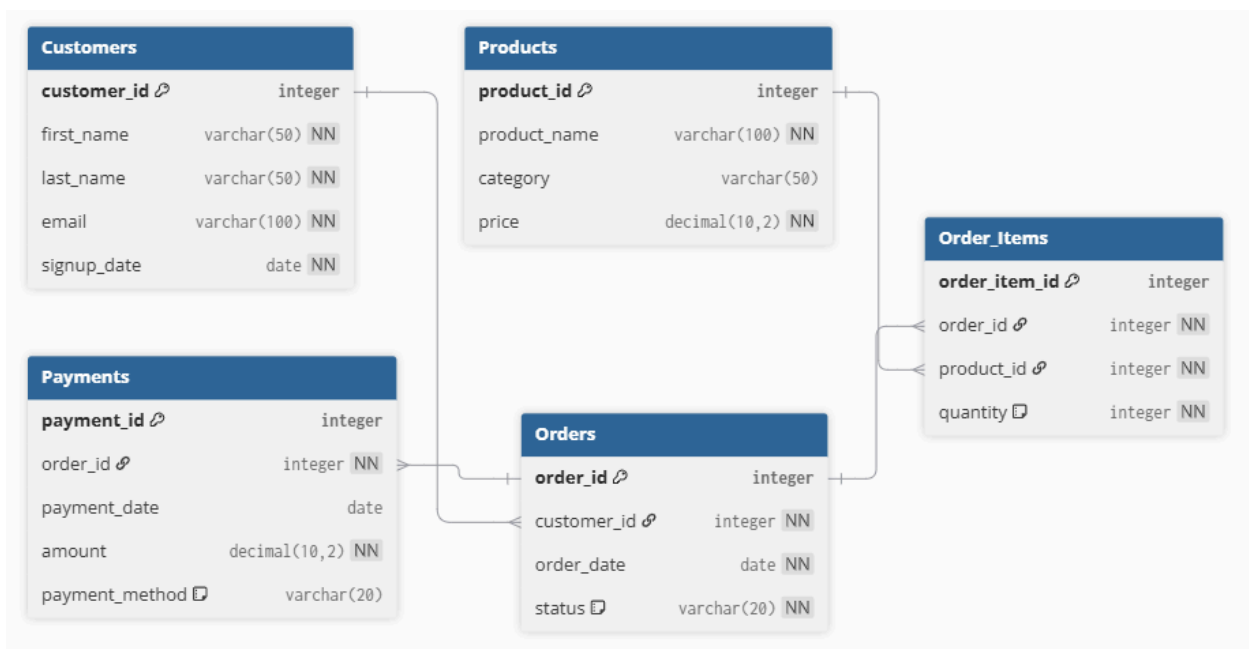 Customers
customer_id integer
first_name varchar(50) NN
last_name varchar(50) NN
email varchar(100) NN
signup_date date NN
Products
product_id integer
product_name varchar(100) NN
category varchar(50)
price decimal(10,2) NN
Order_Items
order_item_id integer
order_id integer NN
product_id integer NN
quantity integer NN
Payments
payment_id integer
order_id integer NN
payment_date date
amount decimal(10,2) NN
payment_method varchar(20)
Orders
order_id integer
customer_id integer NN
order_date date NN
status varchar(20) NN